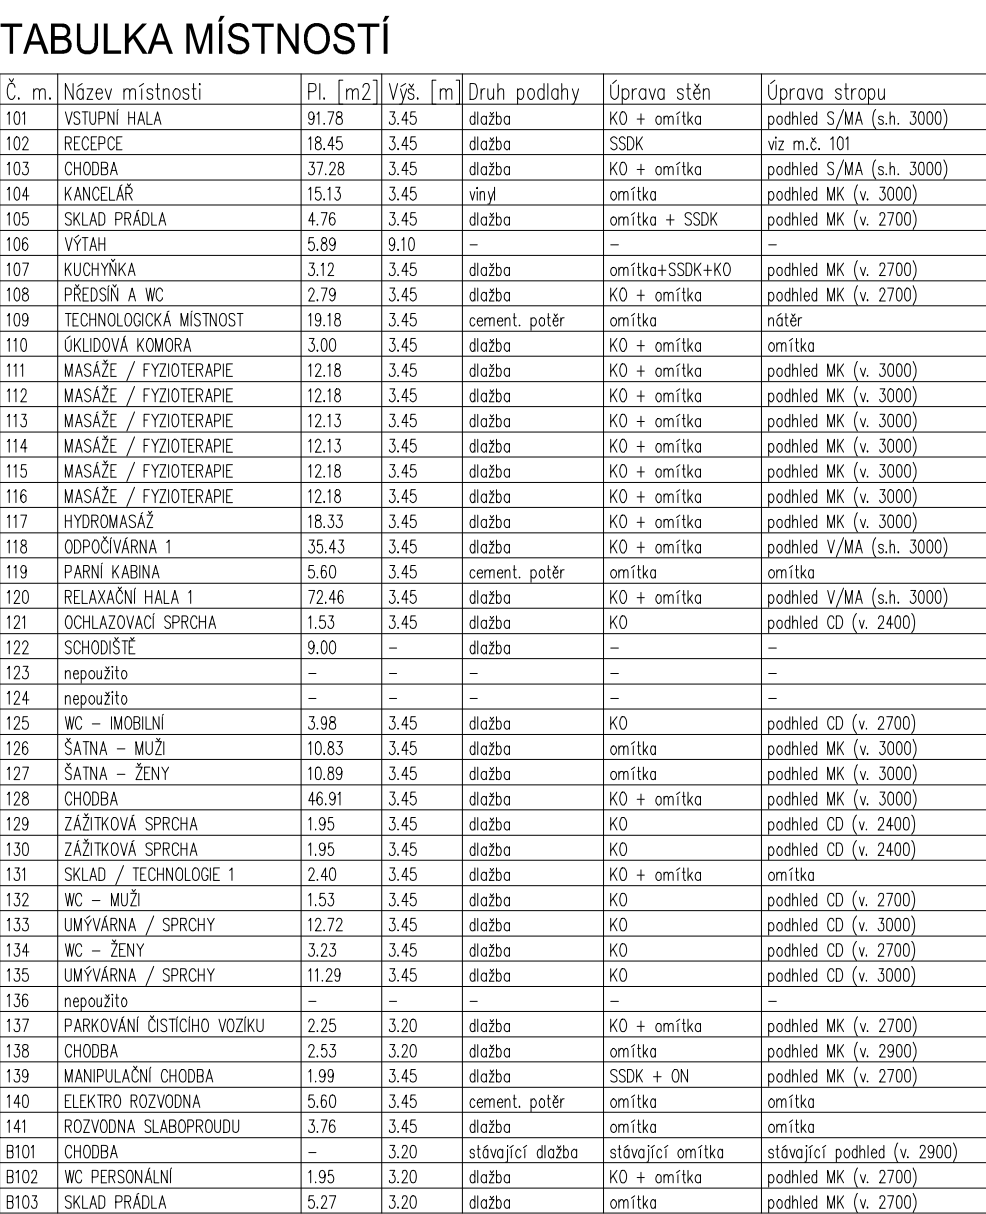 TABULKA MÍSTNOSTÍ
Č. m. Název místnosti Pl. [m2] Výš. [m] Druh podlahy Úprava stěn Úprava stropu
101 VSTUPNÍ HALA 91.78 3.45 dlažba KO + omítka podhled S/MA (s.h. 3000)
102 RECEPCE 18.45 3.45 dlažba SSDK viz m.č. 101
103 CHODBA 37.28 3.45 dlažba KO + omítka podhled S/MA (s.h. 3000)
104 KANCELÁŘ 15.13 3.45 vinyl omítka podhled MK (v. 3000)
105 SKLAD PRÁDLA 4.76 3.45 dlažba omítka + SSDK podhled MK (v. 2700)
106 VÝTAH 5.89 9.10 – – –
107 KUCHYŇKA 3.12 3.45 dlažba omítka+SSDK+KO podhled MK (v. 2700)
108 PŘEDSÍŇ A WC 2.79 3.45 dlažba KO + omítka podhled MK (v. 2700)
109 TECHNOLOGICKÁ MÍSTNOST 19.18 3.45 cement. potěr omítka nátěr
110 ÚKLIDOVÁ KOMORA 3.00 3.45 dlažba KO + omítka omítka
111 MASÁŽE / FYZIOTERAPIE 12.18 3.45 dlažba KO + omítka podhled MK (v. 3000)
112 MASÁŽE / FYZIOTERAPIE 12.18 3.45 dlažba KO + omítka podhled MK (v. 3000)
113 MASÁŽE / FYZIOTERAPIE 12.13 3.45 dlažba KO + omítka podhled MK (v. 3000)
114 MASÁŽE / FYZIOTERAPIE 12.13 3.45 dlažba KO + omítka podhled MK (v. 3000)
115 MASÁŽE / FYZIOTERAPIE 12.18 3.45 dlažba KO + omítka podhled MK (v. 3000)
116 MASÁŽE / FYZIOTERAPIE 12.18 3.45 dlažba KO + omítka podhled MK (v. 3000)
117 HYDROMASÁŽ 18.33 3.45 dlažba KO + omítka podhled MK (v. 3000)
118 ODPOČÍVÁRNA 1 35.43 3.45 dlažba KO + omítka podhled V/MA (s.h. 3000)
119 PARNÍ KABINA 5.60 3.45 cement. potěr omítka omítka
120 RELAXAČNÍ HALA 1 72.46 3.45 dlažba KO + omítka podhled V/MA (s.h. 3000)
121 OCHLAZOVACÍ SPRCHA 1.53 3.45 dlažba KO podhled CD (v. 2400)
122 SCHODIŠTĚ 9.00 – dlažba – –
123 nepoužito – – – – –
124 nepoužito – – – – –
125 WC – IMOBILNÍ 3.98 3.45 dlažba KO podhled CD (v. 2700)
126 ŠATNA – MUŽI 10.83 3.45 dlažba omítka podhled MK (v. 3000)
127 ŠATNA – ŽENY 10.89 3.45 dlažba omítka podhled MK (v. 3000)
128 CHODBA 46.91 3.45 dlažba KO + omítka podhled MK (v. 3000)
129 ZÁŽITKOVÁ SPRCHA 1.95 3.45 dlažba KO podhled CD (v. 2400)
130 ZÁŽITKOVÁ SPRCHA 1.95 3.45 dlažba KO podhled CD (v. 2400)
131 SKLAD / TECHNOLOGIE 1 2.40 3.45 dlažba KO + omítka omítka
132 WC – MUŽI 1.53 3.45 dlažba KO podhled CD (v. 2700)
133 UMÝVÁRNA / SPRCHY 12.72 3.45 dlažba KO podhled CD (v. 3000)
134 WC – ŽENY 3.23 3.45 dlažba KO podhled CD (v. 2700)
135 UMÝVÁRNA / SPRCHY 11.29 3.45 dlažba KO podhled CD (v. 3000)
136 nepoužito – – – – –
137 PARKOVÁNÍ ČISTÍCÍHO VOZÍKU 2.25 3.20 dlažba KO + omítka podhled MK (v. 2700)
138 CHODBA 2.53 3.20 dlažba omítka podhled MK (v. 2900)
139 MANIPULAČNÍ CHODBA 1.99 3.45 dlažba SSDK + ON podhled MK (v. 2700)
140 ELEKTRO ROZVODNA 5.60 3.45 cement. potěr omítka omítka
141 ROZVODNA SLABOPROUDU 3.76 3.45 dlažba omítka omítka
B101 CHODBA – 3.20 stávající dlažba stávající omítka stávající podhled (v. 2900)
B102 WC PERSONÁLNÍ 1.95 3.20 dlažba KO + omítka podhled MK (v. 2700)
B103 SKLAD PRÁDLA 5.27 3.20 dlažba omítka podhled MK (v. 2700)